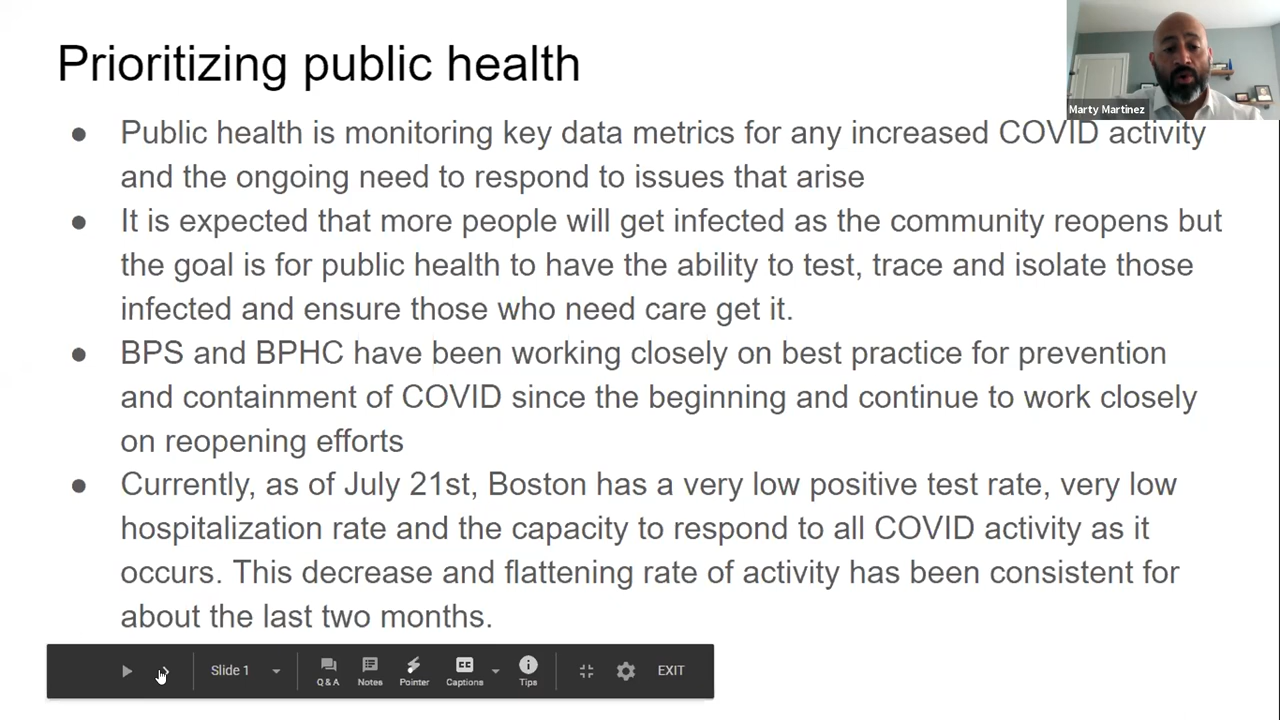 Prioritizing public health
Marty Martinez
● Public health is monitoring key data metrics for any increased COVID activity
and the ongoing need to respond to issues that arise
● It is expected that more people will get infected as the community reopens but
the goal is for public health to have the ability to test, trace and isolate those
infected and ensure those who need care get it.
● BPS and BPHC have been working closely on best practice for prevention
and containment of COVID since the beginning and continue to work closely
on reopening efforts
● Currently, as of July 21st, Boston has a very low positive test rate, very low
hospitalization rate and the capacity to respond to all COVID activity as it
occurs. This decrease and flattening rate of activity has been consistent for
about the last two months.
Slide 1
Q & A
Notes
Pointer
CC
Captions
Tips
EXIT